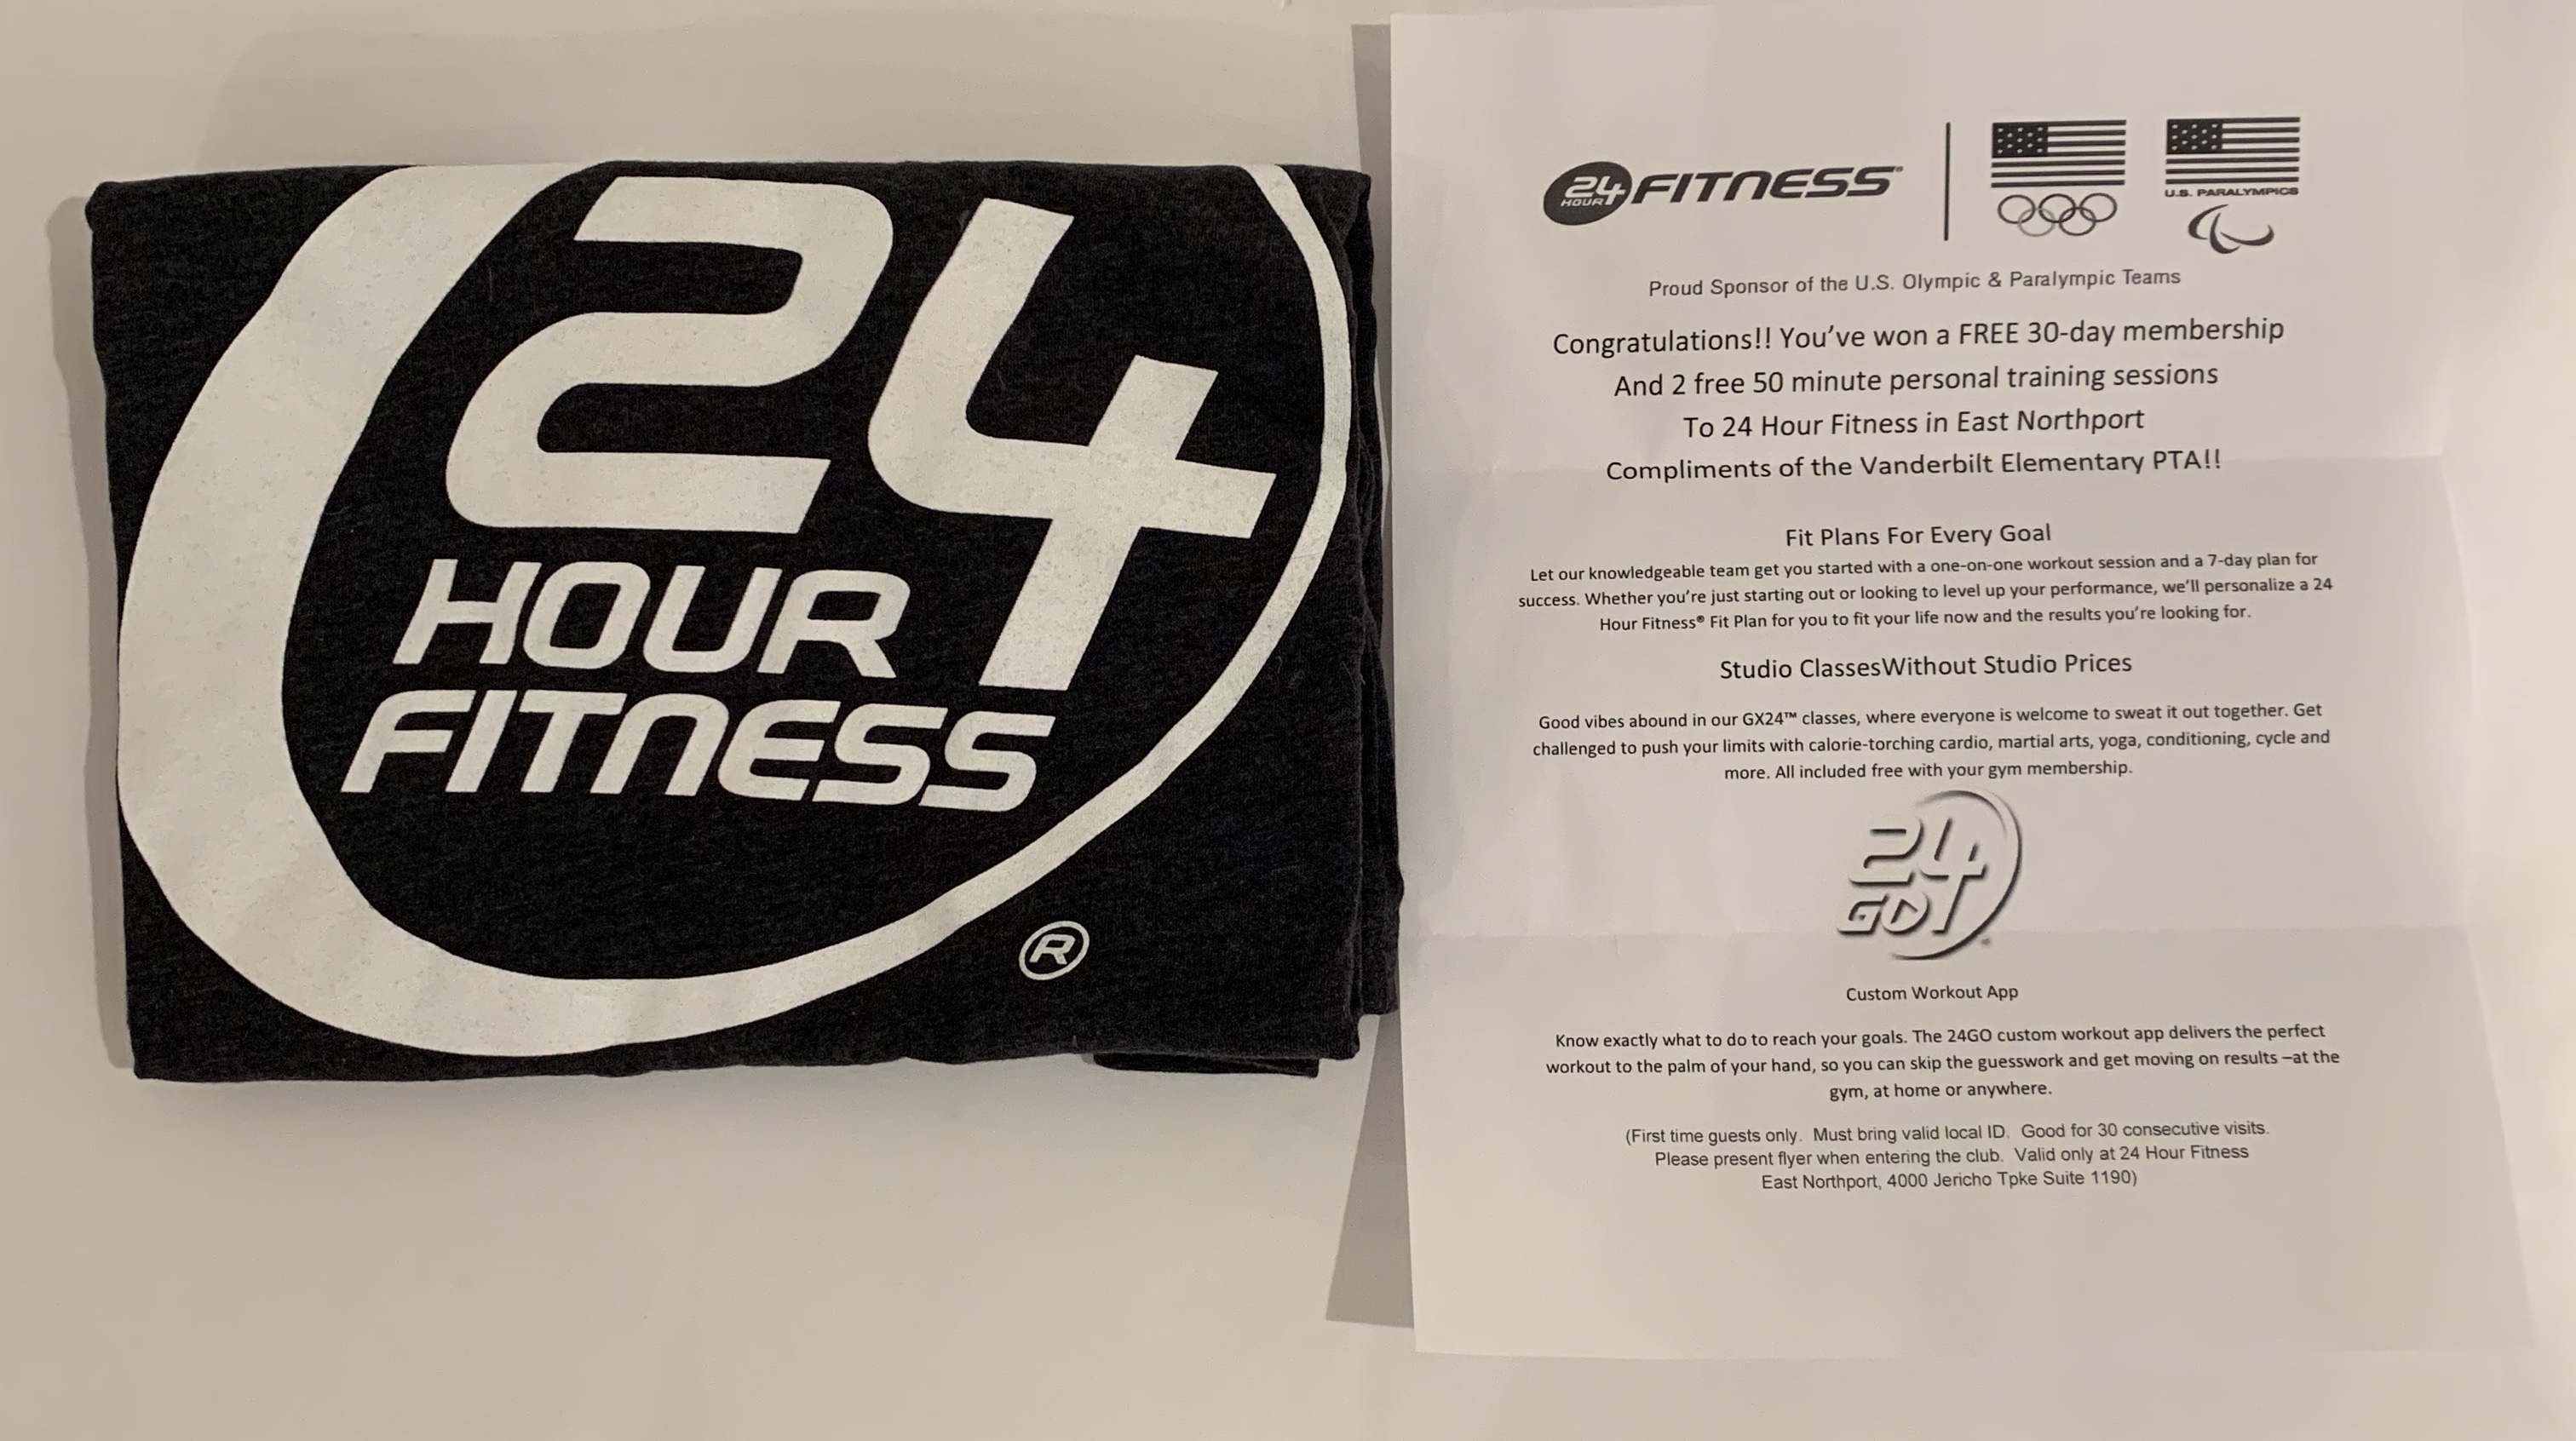 24
HOUR
FITNESS
®
24
HOUR
FITNESS®
U.S. PARALYMPICS
Proud Sponsor of the U.S. Olympic & Paralympic Teams
Congratulations!! You’ve won a FREE 30-day membership
And 2 free 50 minute personal training sessions
To 24 Hour Fitness in East Northport
Compliments of the Vanderbilt Elementary PTA!!
Fit Plans For Every Goal
Let our knowledgeable team get you started with a one-on-one workout session and a 7-day plan for
success. Whether you’re just starting out or looking to level up your performance, we’ll personalize a 24
Hour Fitness® Fit Plan for you to fit your life now and the results you’re looking for.
Studio ClassesWithout Studio Prices
Good vibes abound in our GX24™ classes, where everyone is welcome to sweat it out together. Get
challenged to push your limits with calorie-torching cardio, martial arts, yoga, conditioning, cycle and
more. All included free with your gym membership.
24
GO
Custom Workout App
Know exactly what to do to reach your goals. The 24GO custom workout app delivers the perfect
workout to the palm of your hand, so you can skip the guesswork and get moving on results –at the
gym, at home or anywhere.
(First time guests only. Must bring valid local ID. Good for 30 consecutive visits.
Please present flyer when entering the club. Valid only at 24 Hour Fitness
East Northport, 4000 Jericho Tpke Suite 1190)